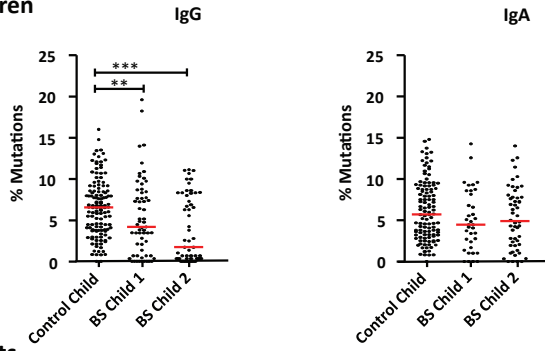 ren
IgG
IgA
% Mutations
25
20
15
10
5
0
***
**
Control Child
BS Child 1
BS Child 2
% Mutations
25
20
15
10
5
0
Control Child
BS Child 1
BS Child 2